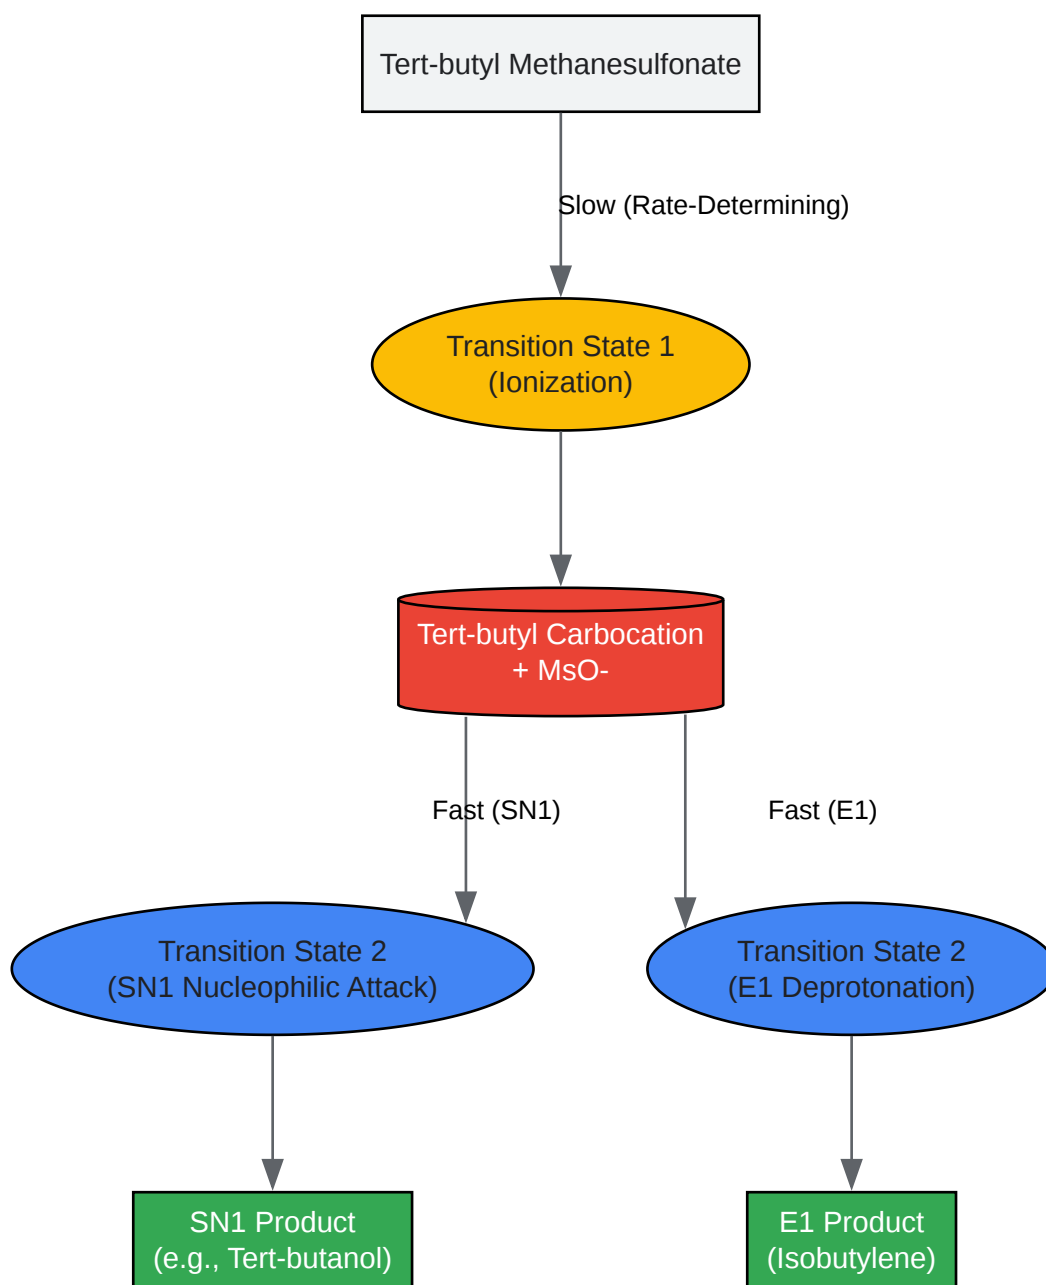 Tert-butyl Methanesulfonate
Slow (Rate-Determining)
Transition State 1
(Ionization)
Tert-butyl Carbocation
+ MsO-
Fast (SN1)
Fast (E1)
Transition State 2
(SN1 Nucleophilic Attack)
Transition State 2
(E1 Deprotonation)
SN1 Product
(e.g., Tert-butanol)
E1 Product
(Isobutylene)